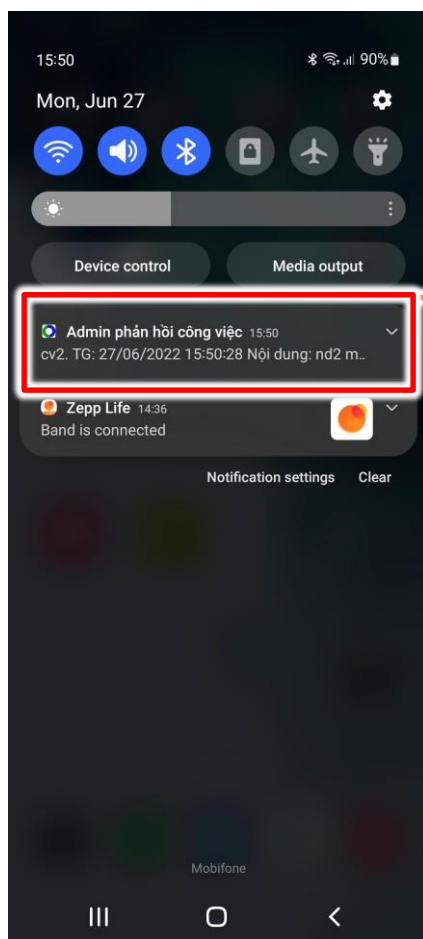 15:50 90%
Mon, Jun 27
Device control Media output
Admin phản hồi công việc 15:50
cv2. TG: 27/06/2022 15:50:28 Nội dung: nd2 m..
Zepp Life 14:36
Band is connected
Notification settings Clear
Mobifone